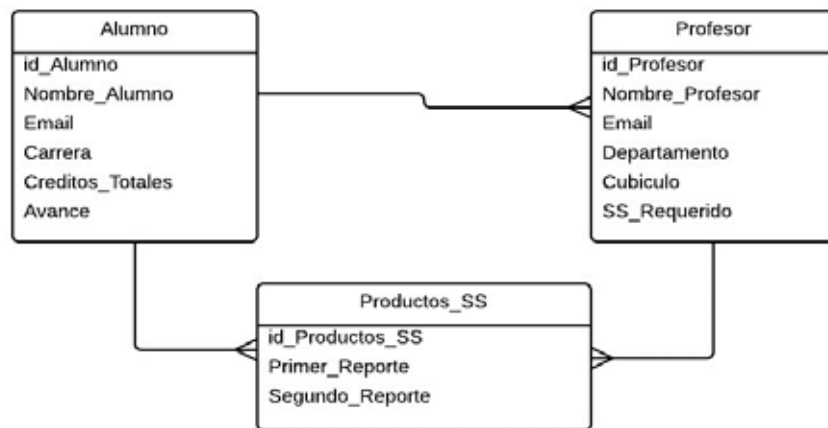 Alumno
id_Alumno
Nombre_Alumno
Email
Carrera
Creditos_Totales
Avance
Profesor
id_Profesor
Nombre_Profesor
Email
Departamento
Cubiculo
SS_Requerido
Productos_SS
id_Productos_SS
Primer_Reporte
Segundo_Reporte